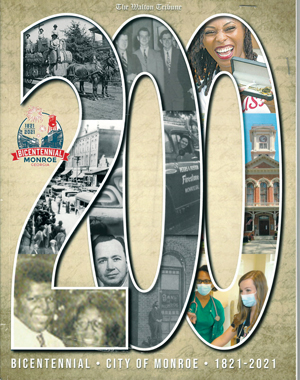 The Walton Tribune
200
1821
2021
BICENTENNIAL
MONROE
GEORGIA
BICENTENNIAL • CITY OF MONROE • 1821-2021